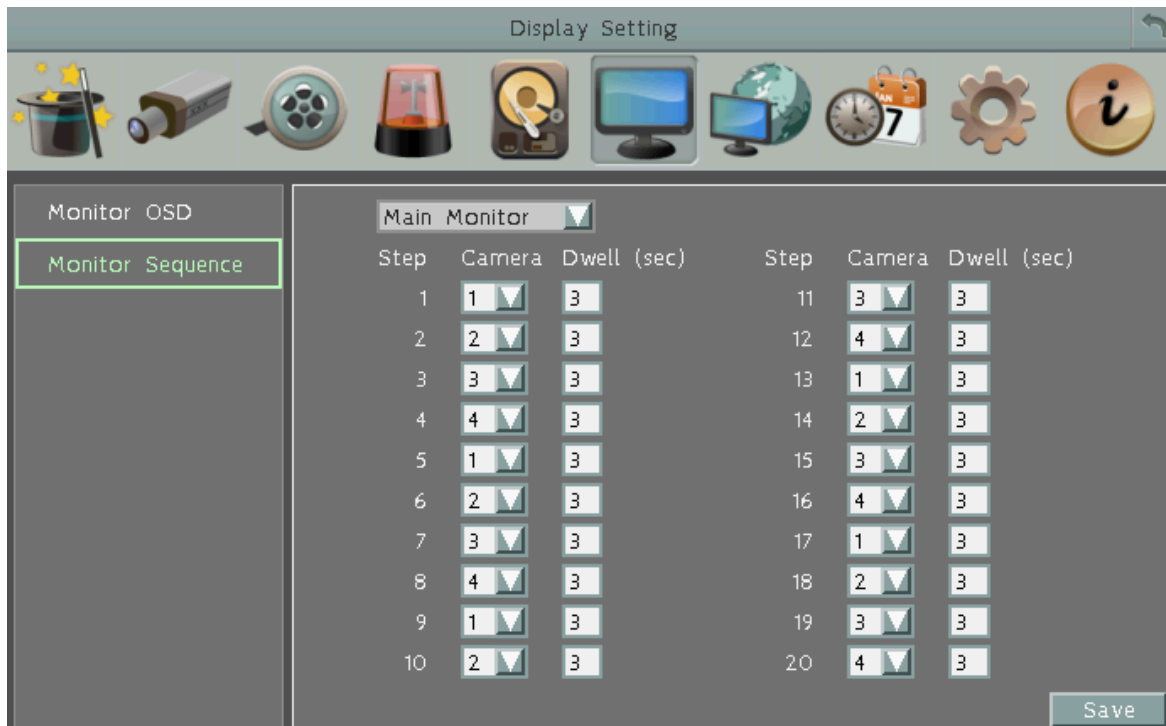 Display Setting
JAN
7
i
Monitor OSD
Monitor Sequence
Main Monitor
Step Camera Dwell (sec) Step Camera Dwell (sec)
1 1 3 11 3 3
2 2 3 12 4 3
3 3 3 13 1 3
4 4 3 14 2 3
5 1 3 15 3 3
6 2 3 16 4 3
7 3 3 17 1 3
8 4 3 18 2 3
9 1 3 19 3 3
10 2 3 20 4 3
Save